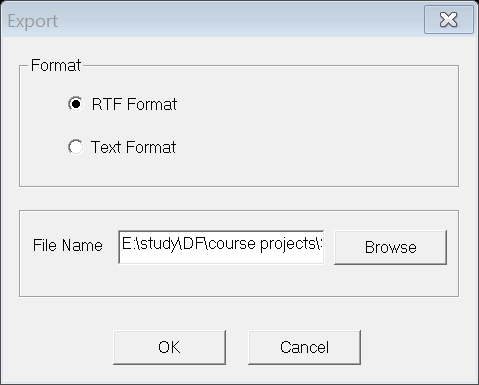 Export
Format
RTF Format
Text Format
File Name
E:\study\DF\course projects\
Browse
OK
Cancel